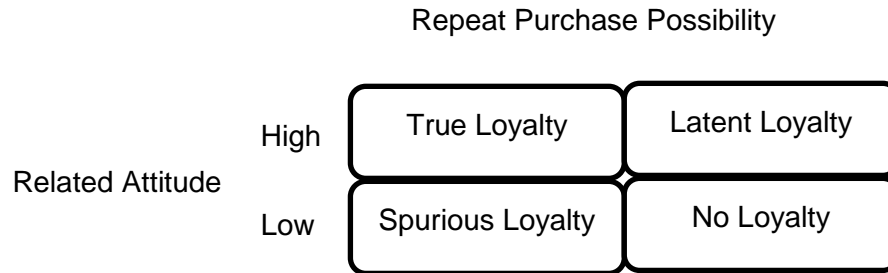 Repeat Purchase Possibility
High
True Loyalty
Latent Loyalty
Related Attitude
Low
Spurious Loyalty
No Loyalty